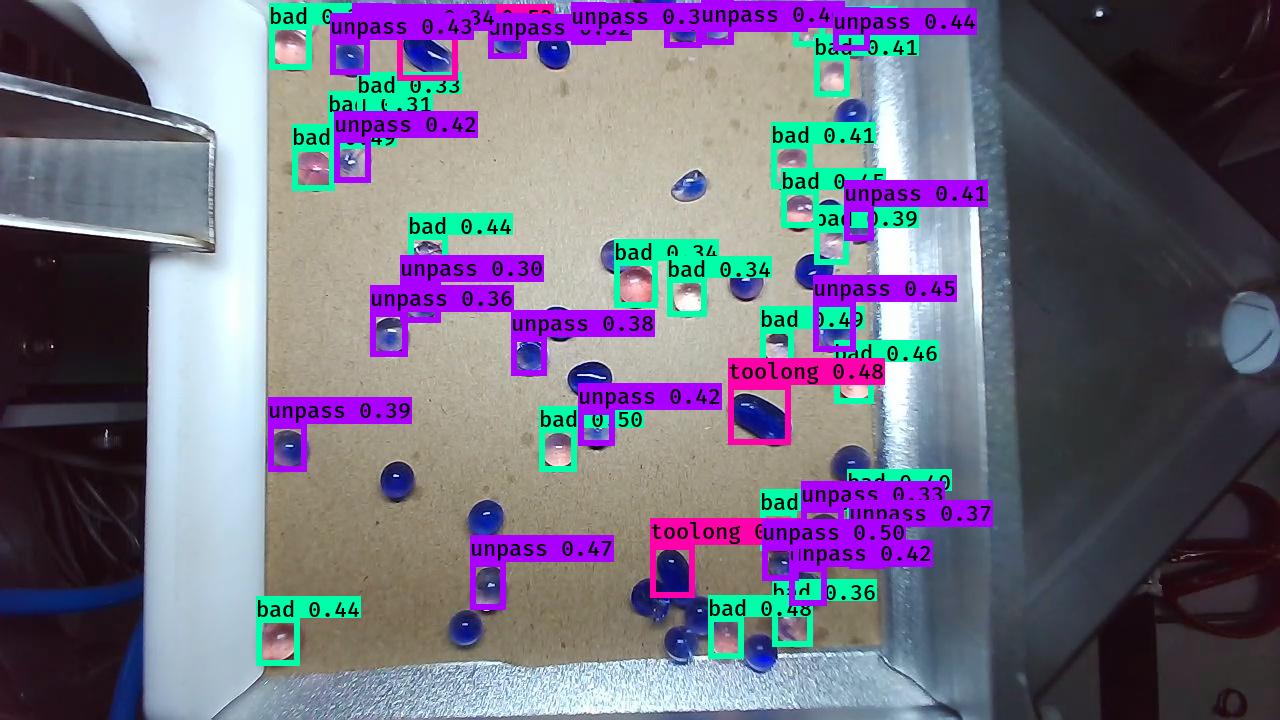 unpass 0.43
unpass 0.44
bad 0.41
bad 0.33
unpass 0.42
bad 0.41
unpass 0.41
bad 0.39
bad 0.44
bad 0.34
bad 0.34
unpass 0.30
unpass 0.36
unpass 0.45
unpass 0.38
bad 0.49
bad 0.46
toolong 0.48
unpass 0.39
unpass 0.42
bad 0.50
unpass 0.33
bad
unpass 0.37
toolong
unpass 0.50
unpass 0.42
unpass 0.47
bad 0.36
bad 0.44
bad 0.48